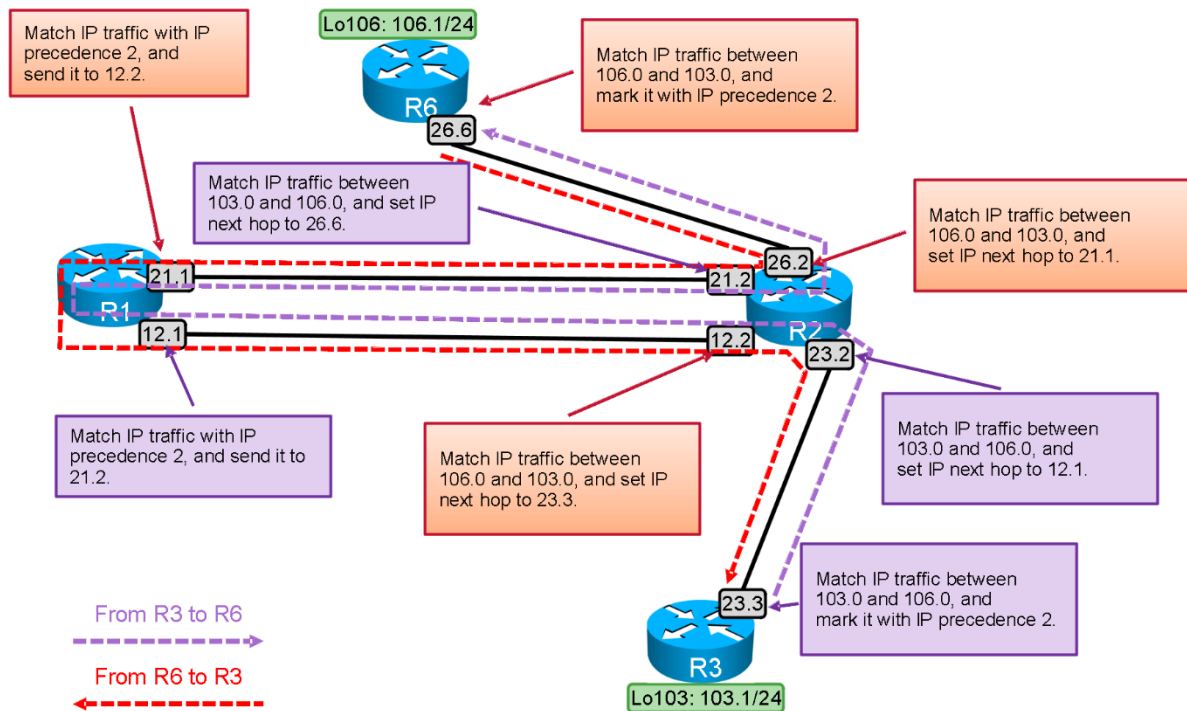 Lo106: 106.1/24
Match IP traffic with IP
precedence 2, and
send it to 12.2.
R6
26.6
Match IP traffic between
106.0 and 103.0, and
mark it with IP precedence 2.
Match IP traffic between
103.0 and 106.0, and set IP
next hop to 26.6.
Match IP traffic between
106.0 and 103.0, and
set IP next hop to 21.1.
26.2
21.1
21.2
R1
R2
12.1
12.2
23.2
Match IP traffic with IP
precedence 2, and send it to
21.2.
Match IP traffic between
106.0 and 103.0, and set IP
next hop to 23.3.
Match IP traffic between
103.0 and 106.0, and
set IP next hop to 12.1.
Match IP traffic between
103.0 and 106.0, and
mark it with IP precedence 2.
23.3
R3
Lo103: 103.1/24
From R3 to R6
From R6 to R3